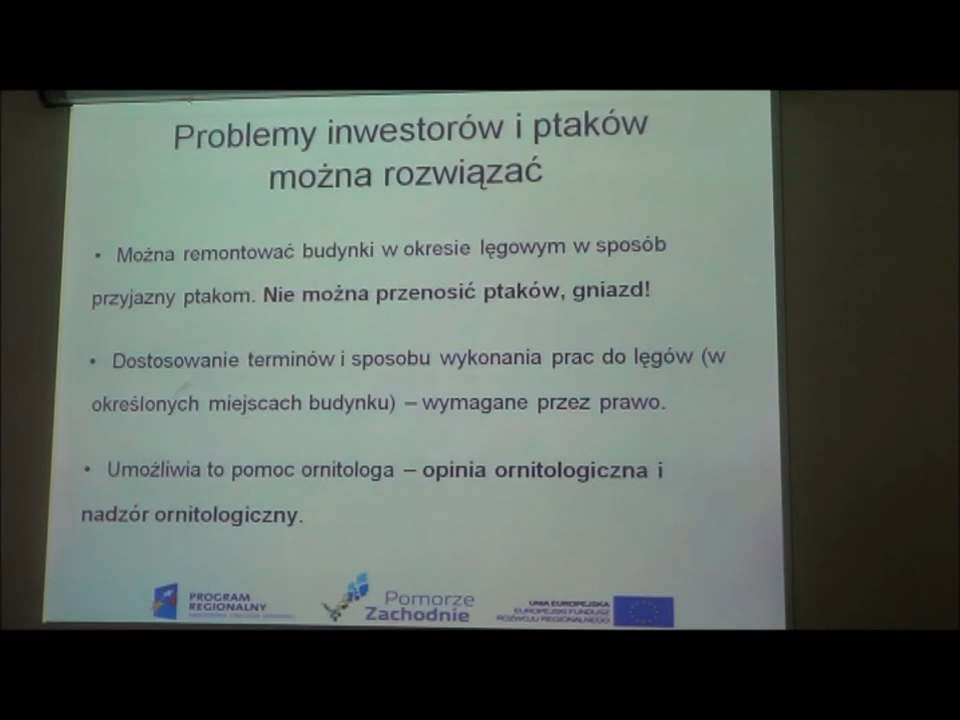 Problemy inwestorów i ptaków
można rozwiązać
• Można remontować budynki w okresie lęgowym w sposób
przyjazny ptakom. Nie można przenosić ptaków, gniazd!
• Dostosowanie terminów i sposobu wykonania prac do lęgów (w
określonych miejscach budynku) – wymagane przez prawo.
• Umożliwia to pomoc ornitologa – opinia ornitologiczna i
nadzór ornitologiczny.
PROGRAM
REGIONALNY
Pomorze
Zachodnie
UNIA EUROPEJSKA
EUROPEJSKI FUNDUSZ
ROZWOJU REGIONALNEGO